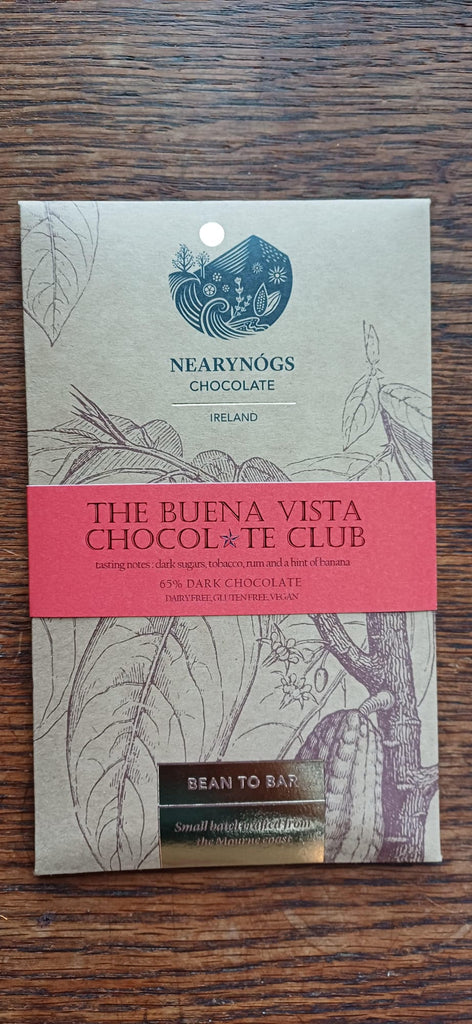 NEARYNÓGS
CHOCOLATE
IRELAND
THE BUENA VISTA
CHOCOL★TE CLUB
tasting notes : dark sugars, tobacco, rum and a hint of banana
65% DARK CHOCOLATE
DAIRY FREE, GLUTEN FREE, VEGAN
BEAN TO BAR
Small batch crafted from
the Mourne coast